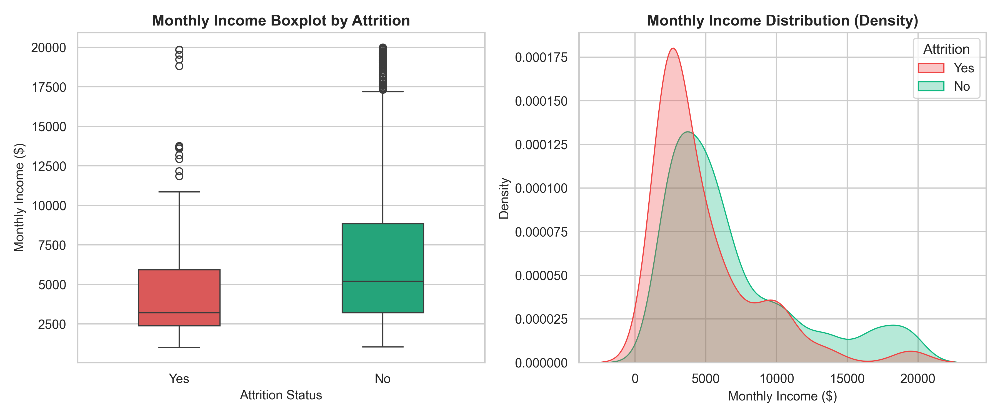 Monthly Income Boxplot by Attrition
20000
17500
15000
12500
10000
7500
5000
2500
Monthly Income ($)
Yes
No
Attrition Status
Monthly Income Distribution (Density)
Attrition
Yes
No
0.000175
0.000150
0.000125
0.000100
0.000075
0.000050
0.000025
0.000000
Density
0
5000
10000
15000
20000
Monthly Income ($)